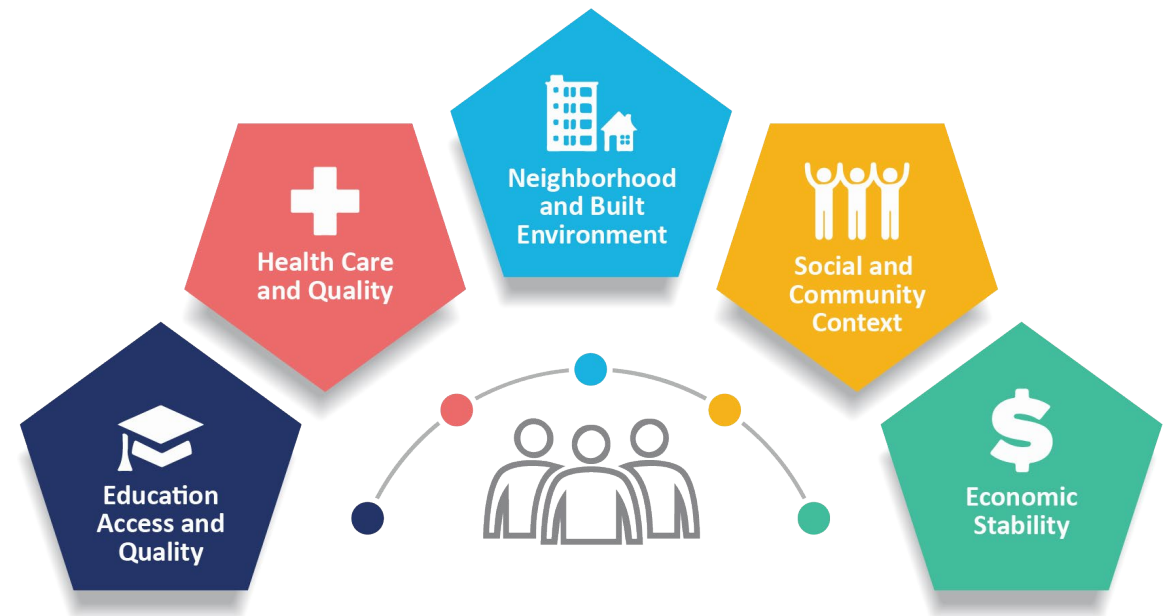 Education
Access and
Quality
Health Care
and Quality
Neighborhood
and Built
Environment
Social and
Community
Context
Economic
Stability